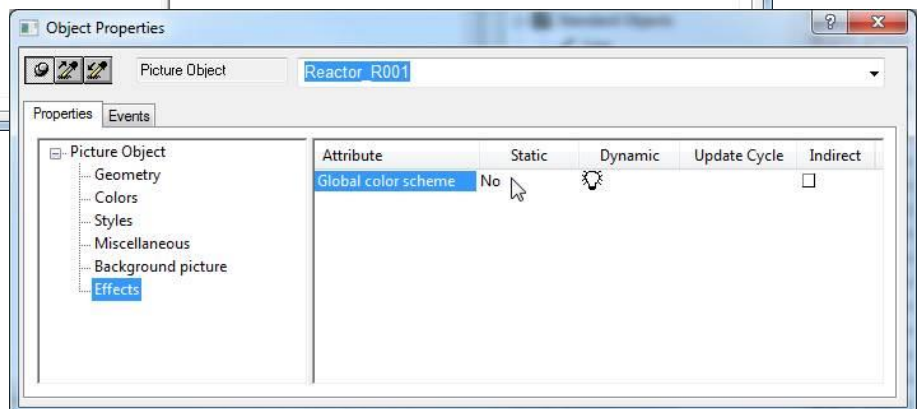 Object Properties
Picture Object Reactor_R001
Properties Events
Picture Object
Geometry
Colors
Styles
Miscellaneous
Background picture
Effects
Attribute Static Dynamic Update Cycle Indirect
Global color scheme No